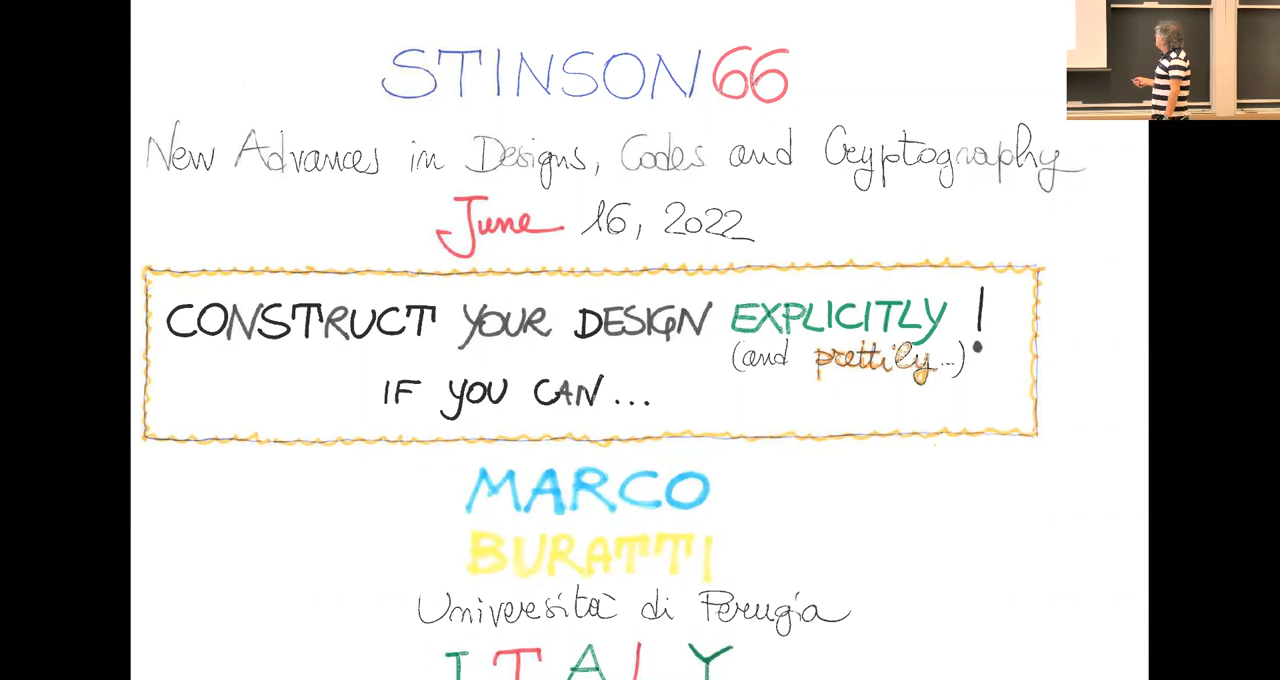 STINSON66
New Advances in Designs, Codes and Cryptography
June 16, 2022
CONSTRUCT YOUR DESIGN EXPLICITLY!
(and prettily...)
IF YOU CAN...
MARCO
BURATTI
Università di Perugia
ITALY